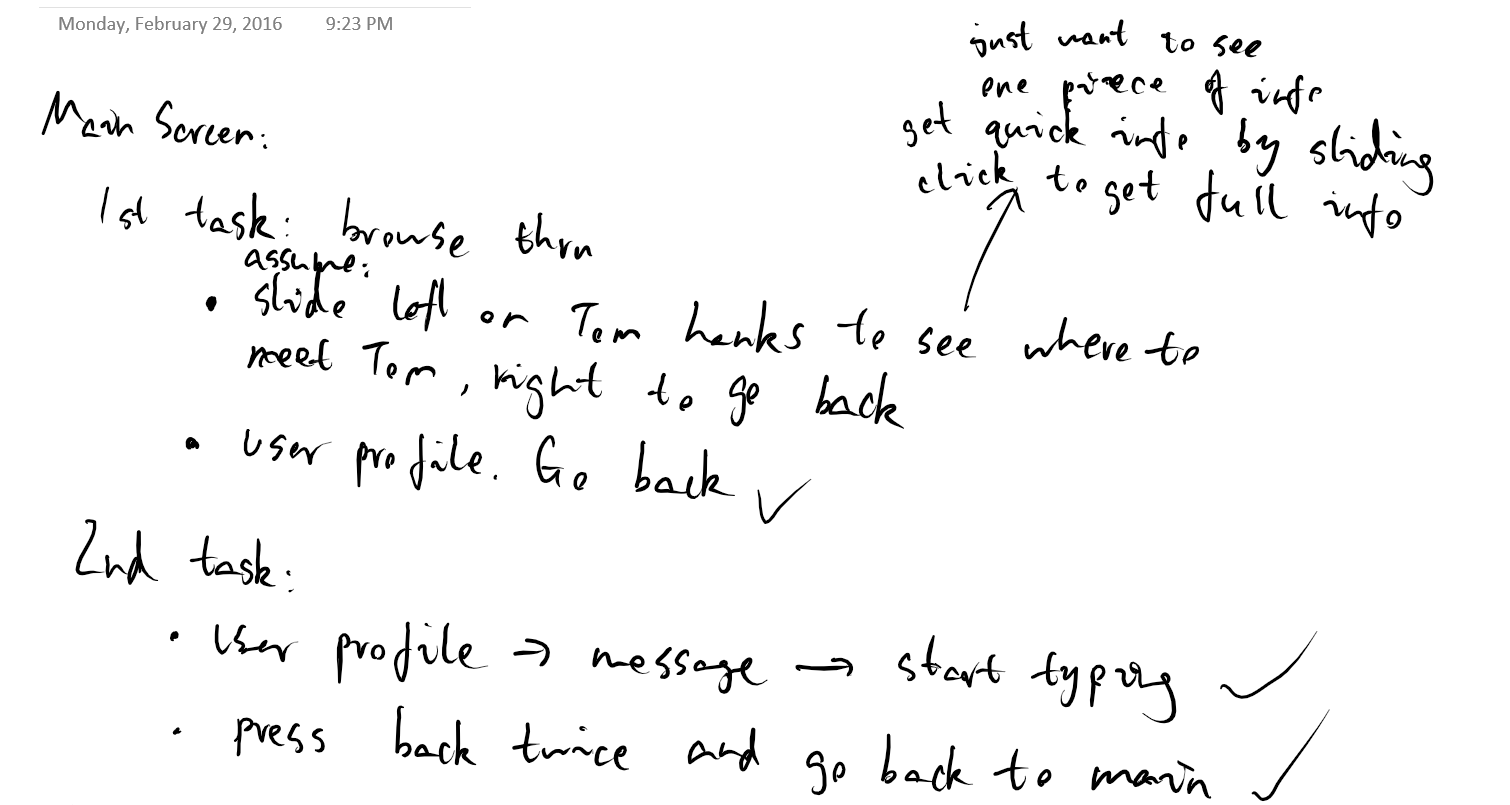 Monday, February 29, 2016 9:23 PM
just want to see
one piece of info
get quick info by sliding
click to get full info
Main Screen:
1st task: browse thru
assume:
• slide left on Tom hanks to see where to
meet Tom, right to go back
• User profile. Go back ✓
2nd task:
• User profile → message → start typing ✓
• press back twice and go back to main ✓